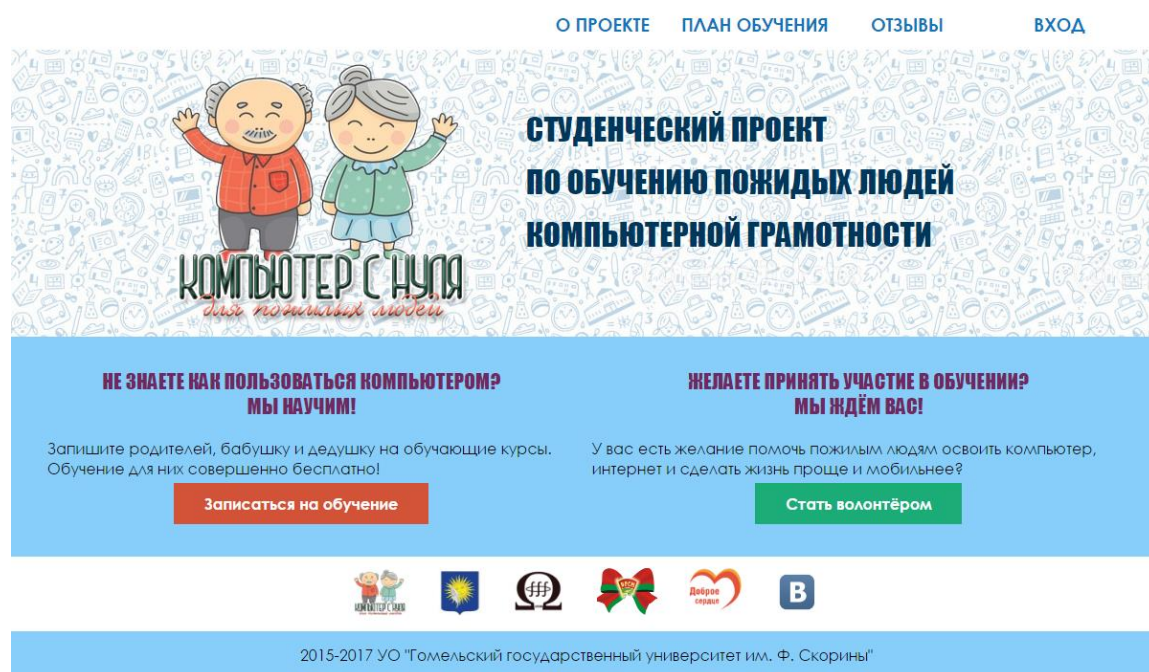 О ПРОЕКТЕ ПЛАН ОБУЧЕНИЯ ОТЗЫВЫ ВХОД
СТУДЕНЧЕСКИЙ ПРОЕКТ
ПО ОБУЧЕНИЮ ПОЖИДЫХ ЛЮДЕЙ
КОМПЬЮТЕРНОЙ ГРАМОТНОСТИ
КОМПЬЮТЕР С НУЛЯ
для пожилых людей
НЕ ЗНАЕТЕ КАК ПОЛЬЗОВАТЬСЯ КОМПЬЮТЕРОМ?
МЫ НАУЧИМ!
Запишите родителей, бабушку и дедушку на обучающие курсы.
Обучение для них совершенно бесплатно!
Записаться на обучение
ЖЕЛАЕТЕ ПРИНЯТЬ УЧАСТИЕ В ОБУЧЕНИИ?
МЫ ЖДЁМ ВАС!
У вас есть желание помочь пожилым людям освоить компьютер,
интернет и сделать жизнь проще и мобильнее?
Стать волонтёром
КОМПЬЮТЕР С НУЛЯ
БРСМ
Доброе
сердце
В
2015-2017 УО "Гомельский государственный университет им. Ф. Скорины"